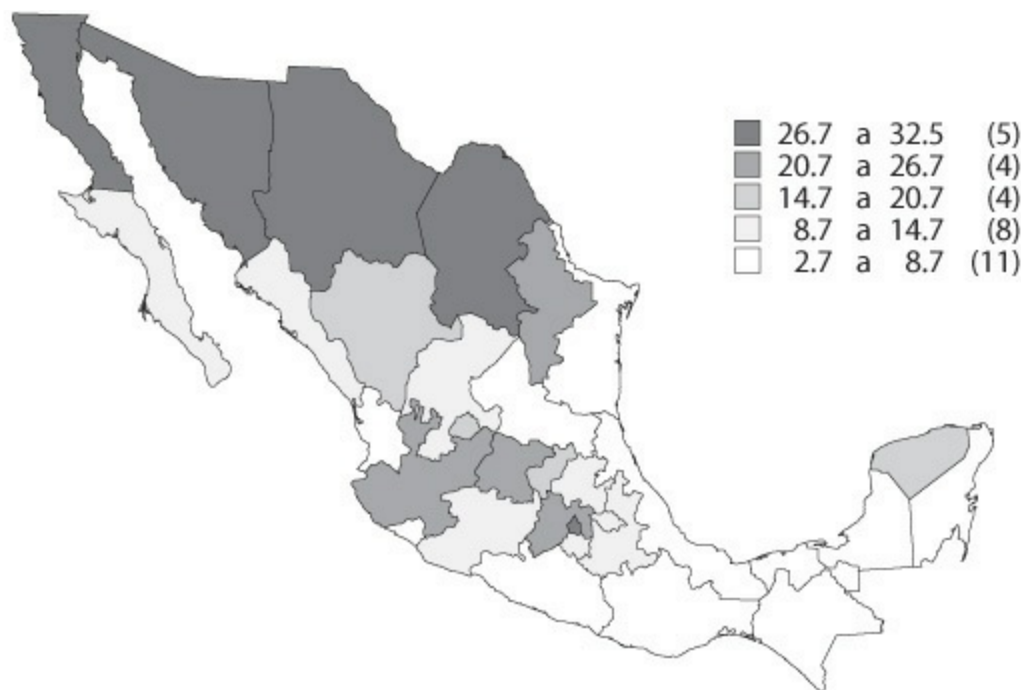 26.7 a 32.5 (5)
20.7 a 26.7 (4)
14.7 a 20.7 (4)
8.7 a 14.7 (8)
2.7 a 8.7 (11)